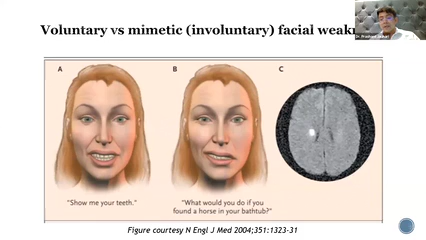 Voluntary vs mimetic (involuntary) facial
A
B
C
"Show me your teeth."
"What would you do if you
found a horse in your bathtub?"
Figure courtesy N Engl J Med 2004;351:1323-31